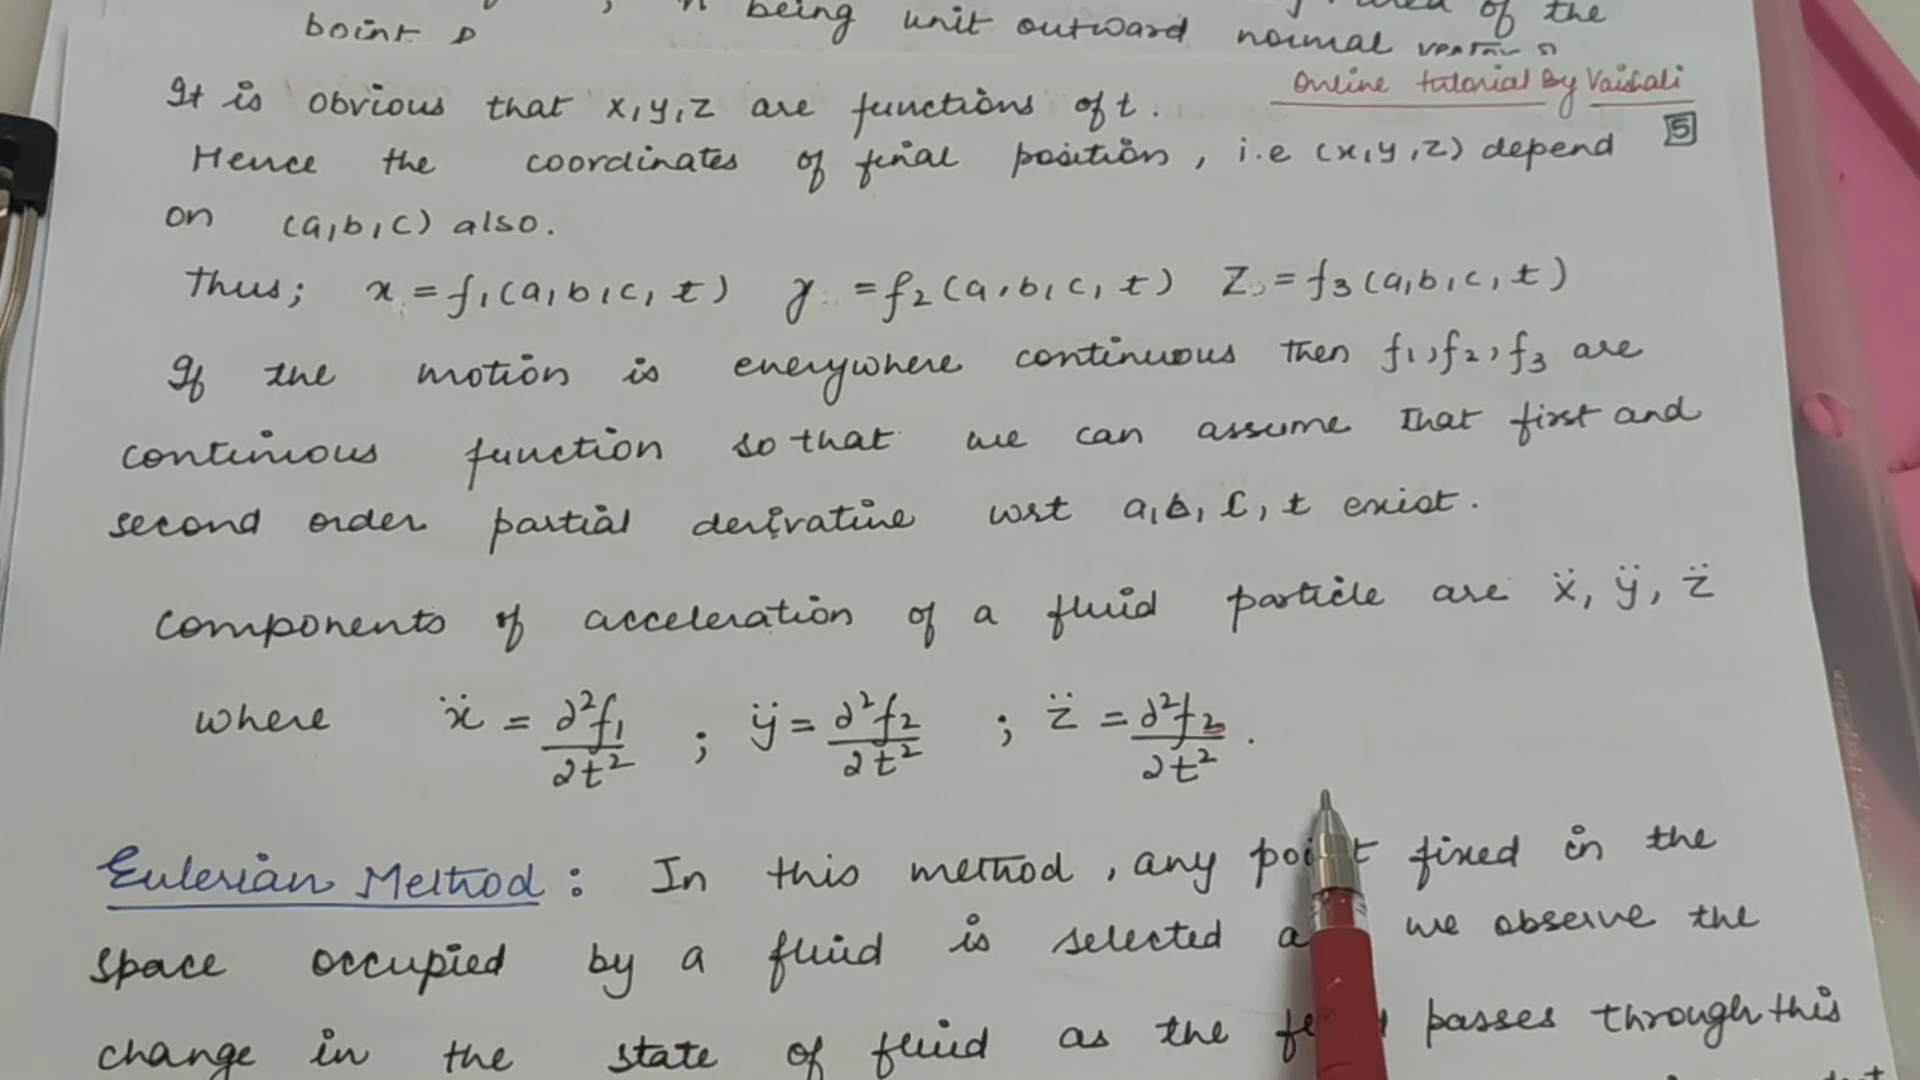 being unit outward normal of the
point
Online tutorial By Vaishali
It is obvious that x,y,z are functions of t.
5
Hence the coordinates of final position, i.e (x,y,z) depend
on (a,b,c) also.
Thus; x = f₁(a,b,c,t) y = f₂(a,b,c,t) z = f₃(a,b,c,t)
If the motion is everywhere continuous then f₁,f₂,f₃ are
continious function so that we can assume that first and
second order partial derivative wrt a,b,c,t exist.
components of acceleration of a fluid particle are ẍ, ÿ, z̈
where ẍ = ∂²f₁/∂t² ; ÿ = ∂²f₂/∂t² ; z̈ = ∂²f₂/∂t² .
Eulerian Method : In this method, any point fixed in the
space occupied by a fluid is selected we observe the
change in the state of fluid as the passes through this